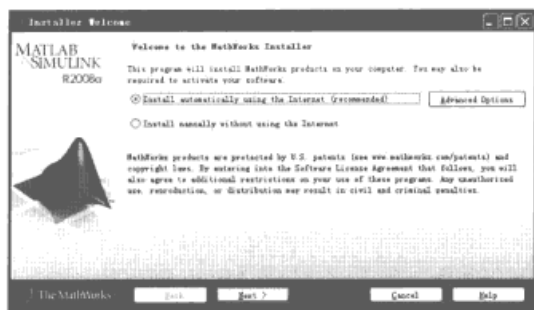 Installer Welcome
MATLAB
SIMULINK
R2008a
Welcome to the MathWorks Installer
This program will install MathWorks products on your computer. You may also be
required to activate your software.
Install automatically using the Internet (recommended)
Advanced Options
Install manually without using the Internet
MathWorks products are protected by U.S. patents (see www.mathworks.com/patents) and
copyright laws. By entering into the Software License Agreement that follows, you will
also agree to additional restrictions on your use of these programs. Any unauthorized
use, reproduction, or distribution may result in civil and criminal penalties.
The MathWorks
Back
Next >
Cancel
Help